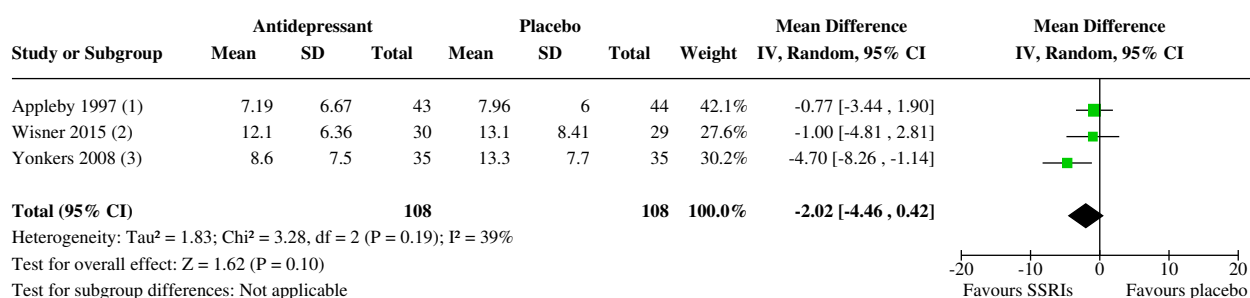 Antidepressant Placebo Mean Difference Mean Difference
Study or Subgroup Mean SD Total Mean SD Total Weight IV, Random, 95% CI IV, Random, 95% CI
Appleby 1997 (1) 7.19 6.67 43 7.96 6 44 42.1% -0.77 [-3.44 , 1.90]
Wisner 2015 (2) 12.1 6.36 30 13.1 8.41 29 27.6% -1.00 [-4.81 , 2.81]
Yonkers 2008 (3) 8.6 7.5 35 13.3 7.7 35 30.2% -4.70 [-8.26 , -1.14]
Total (95% CI) 108 108 100.0% -2.02 [-4.46 , 0.42]
Heterogeneity: Tau² = 1.83; Chi² = 3.28, df = 2 (P = 0.19); I² = 39%
Test for overall effect: Z = 1.62 (P = 0.10)
-20 -10 0 10 20
Test for subgroup differences: Not applicable Favours SSRIs Favours placebo